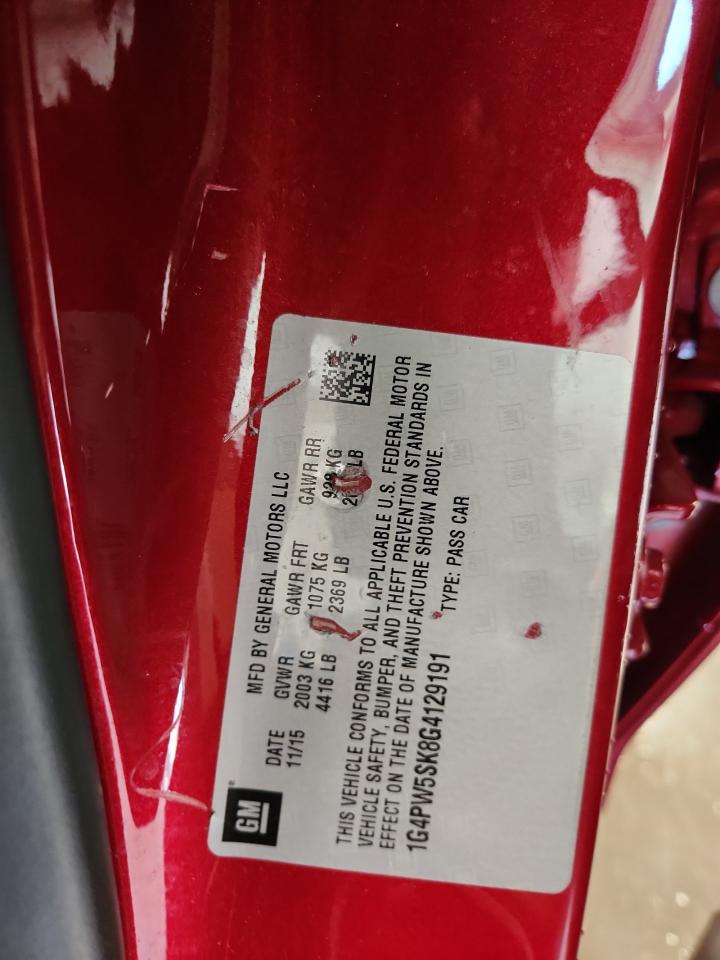 GM
MFD BY GENERAL MOTORS LLC
DATE GVWR GAWR FRT GAWR RR
11/15 2003 KG 1075 KG KG
4416 LB 2369 LB LB
THIS VEHICLE CONFORMS TO ALL APPLICABLE U.S. FEDERAL MOTOR
VEHICLE SAFETY, BUMPER, AND THEFT PREVENTION STANDARDS IN
EFFECT ON THE DATE OF MANUFACTURE SHOWN ABOVE.
1G4PW5SK8G4129191 TYPE: PASS CAR